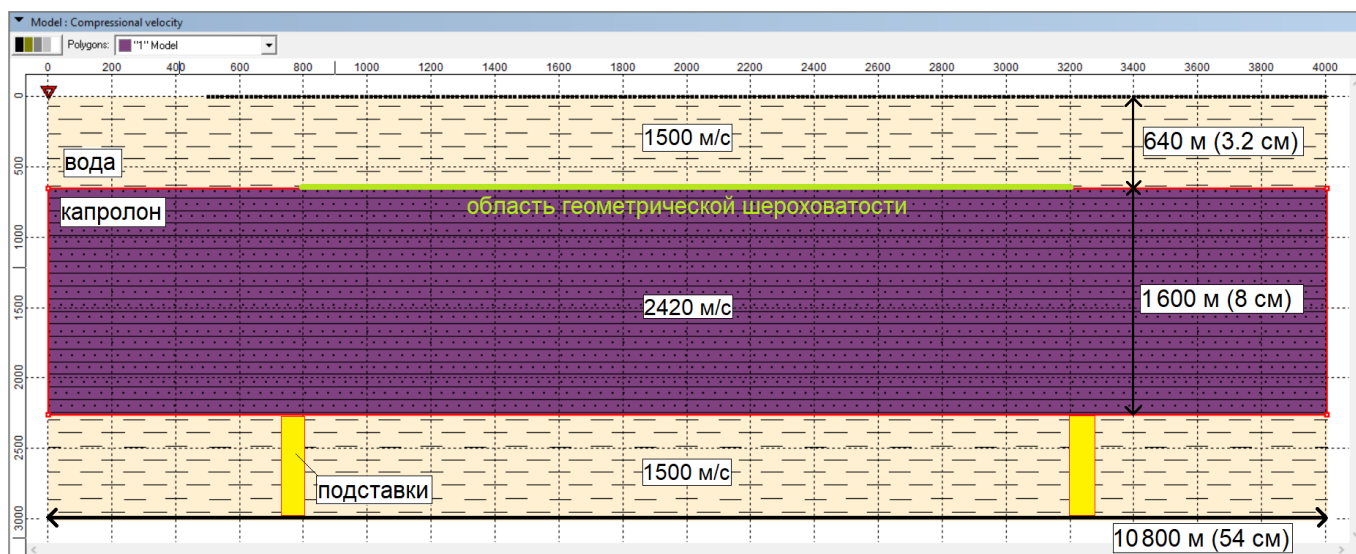 Model : Compressional velocity
Polygons: "1" Model
0 200 400 600 800 1000 1200 1400 1600 1800 2000 2200 2400 2600 2800 3000 3200 3400 3600 3800 4000
0
500
1000
1500
2000
2500
3000
1500 м/с
640 м (3.2 см)
вода
капролон
область геометрической шероховатости
2420 м/с
1 600 м (8 см)
1500 м/с
подставки
10 800 м (54 см)